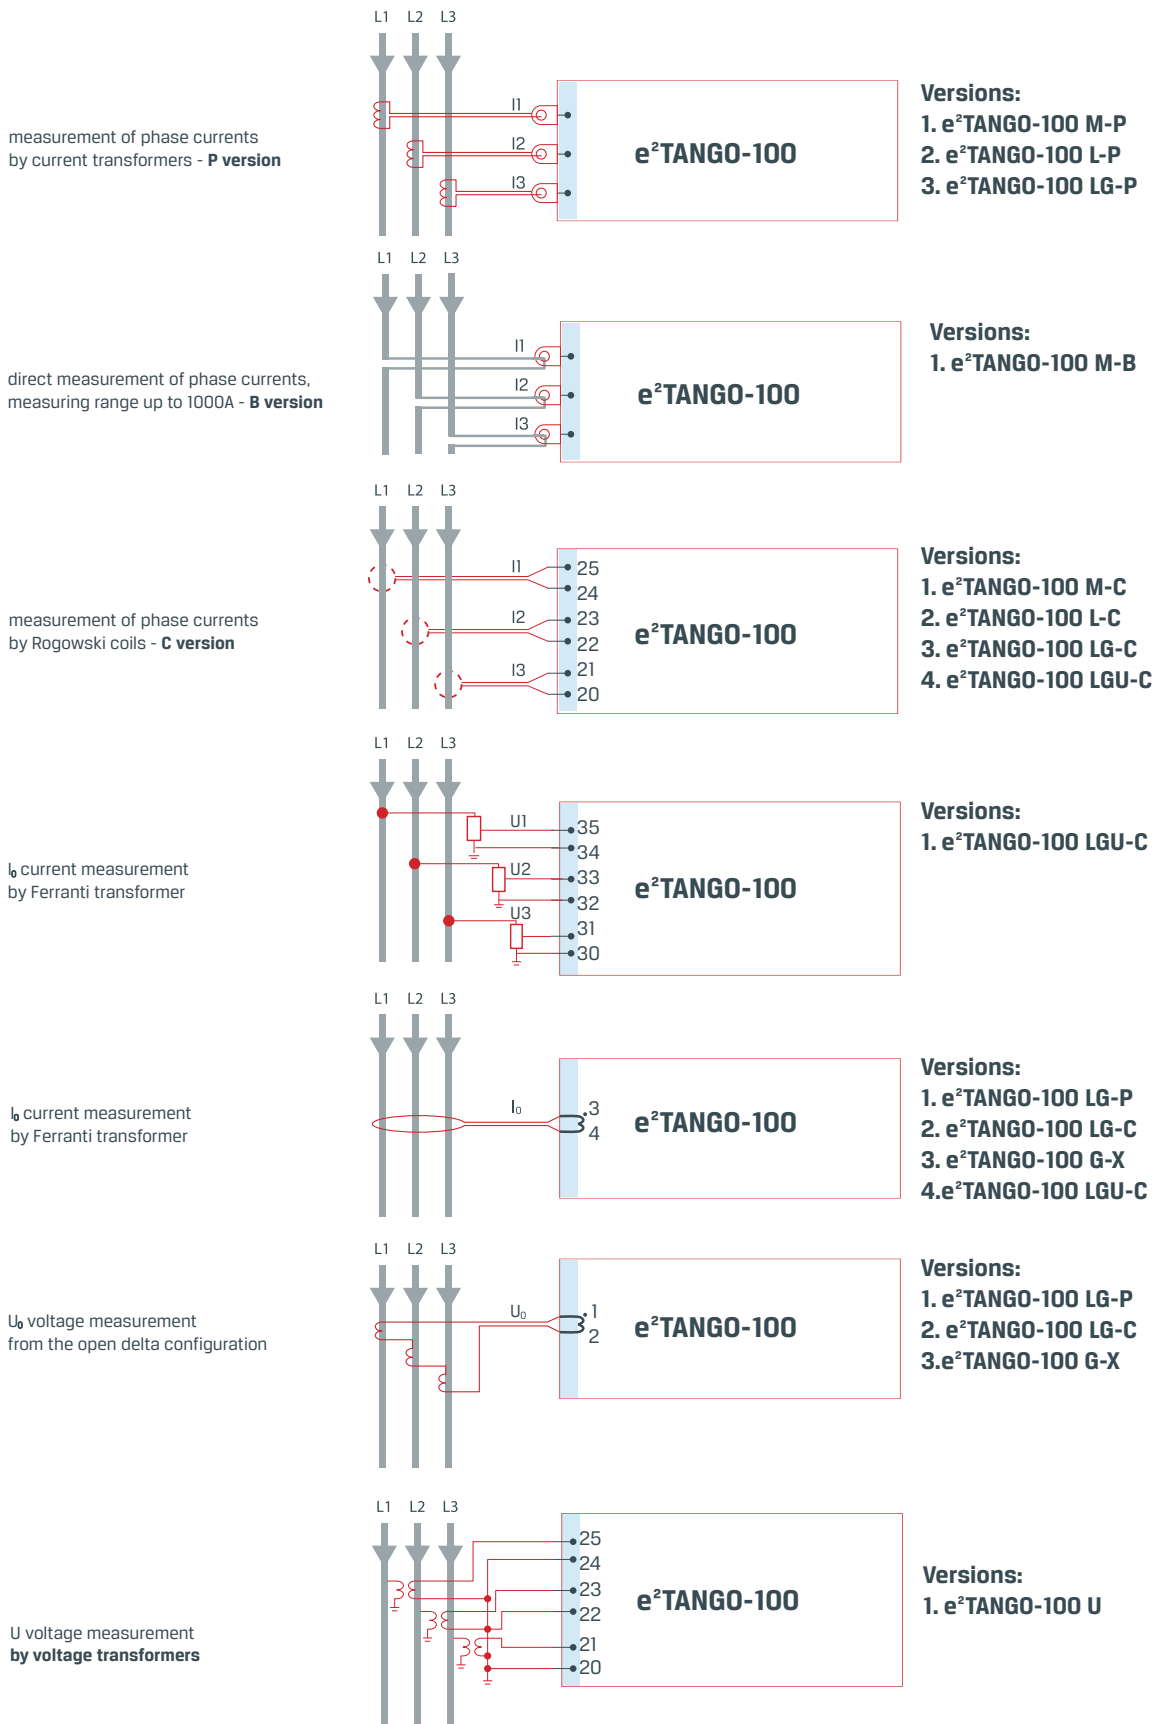 L1 L2 L3
measurement of phase currents
by current transformers - P version
I1
I2
I3
e²TANGO-100
Versions:
1. e²TANGO-100 M-P
2. e²TANGO-100 L-P
3. e²TANGO-100 LG-P
L1 L2 L3
direct measurement of phase currents,
measuring range up to 1000A - B version
I1
I2
I3
e²TANGO-100
Versions:
1. e²TANGO-100 M-B
L1 L2 L3
measurement of phase currents
by Rogowski coils - C version
I1
I2
I3
25
24
23
22
21
20
e²TANGO-100
Versions:
1. e²TANGO-100 M-C
2. e²TANGO-100 L-C
3. e²TANGO-100 LG-C
4. e²TANGO-100 LGU-C
L1 L2 L3
I₀ current measurement
by Ferranti transformer
U1
U2
U3
35
34
33
32
31
30
e²TANGO-100
Versions:
1. e²TANGO-100 LGU-C
L1 L2 L3
I₀ current measurement
by Ferranti transformer
I₀
3
4
e²TANGO-100
Versions:
1. e²TANGO-100 LG-P
2. e²TANGO-100 LG-C
3. e²TANGO-100 G-X
4.e²TANGO-100 LGU-C
L1 L2 L3
U₀ voltage measurement
from the open delta configuration
U₀
1
2
e²TANGO-100
Versions:
1. e²TANGO-100 LG-P
2. e²TANGO-100 LG-C
3.e²TANGO-100 G-X
L1 L2 L3
U voltage measurement
by voltage transformers
25
24
23
22
21
20
e²TANGO-100
Versions:
1. e²TANGO-100 U